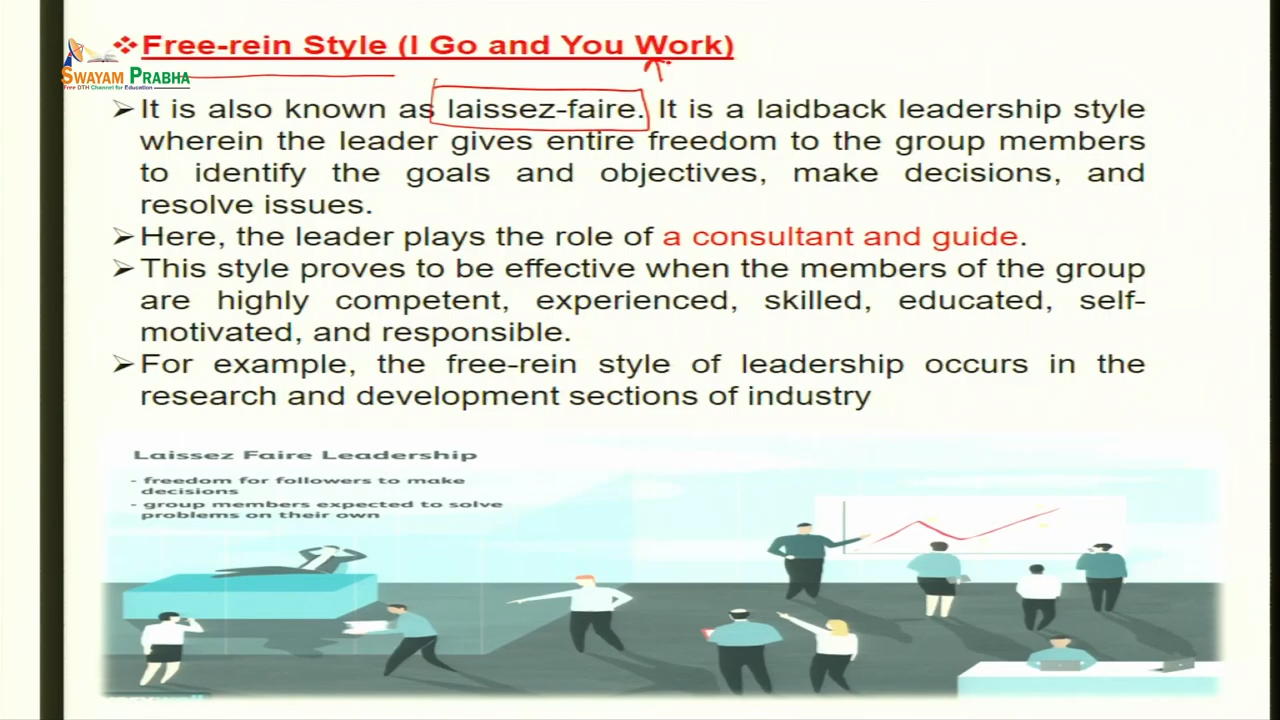 ❖Free-rein Style (I Go and You Work)
SWAYAM PRABHA
Free DTH Channel for Education
➢It is also known as laissez-faire. It is a laidback leadership style
wherein the leader gives entire freedom to the group members
to identify the goals and objectives, make decisions, and
resolve issues.
➢Here, the leader plays the role of a consultant and guide.
➢This style proves to be effective when the members of the group
are highly competent, experienced, skilled, educated, self-
motivated, and responsible.
➢For example, the free-rein style of leadership occurs in the
research and development sections of industry
Laissez Faire Leadership
- freedom for followers to make
decisions
- group members expected to solve
problems on their own